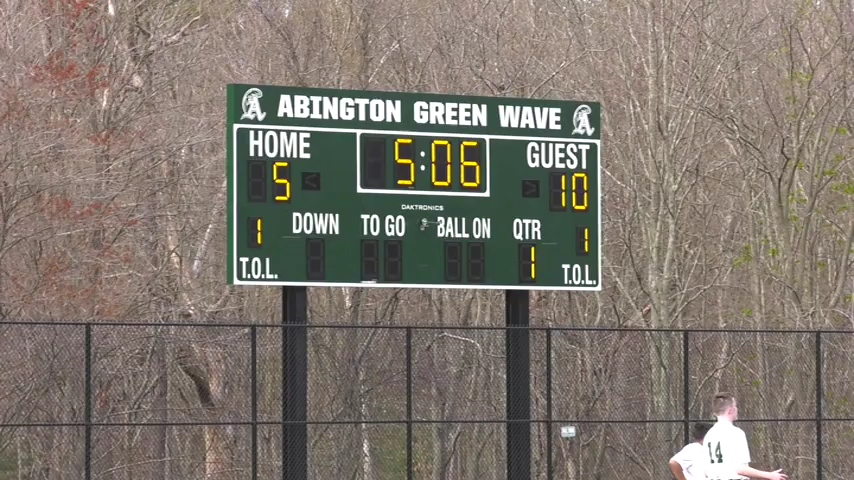 A ABINGTON GREEN WAVE A
HOME 5:06 GUEST
5 < > 10
DAKTRONICS
DOWN TO GO BALL ON QTR
1 1
T.O.L. 1 T.O.L.
14